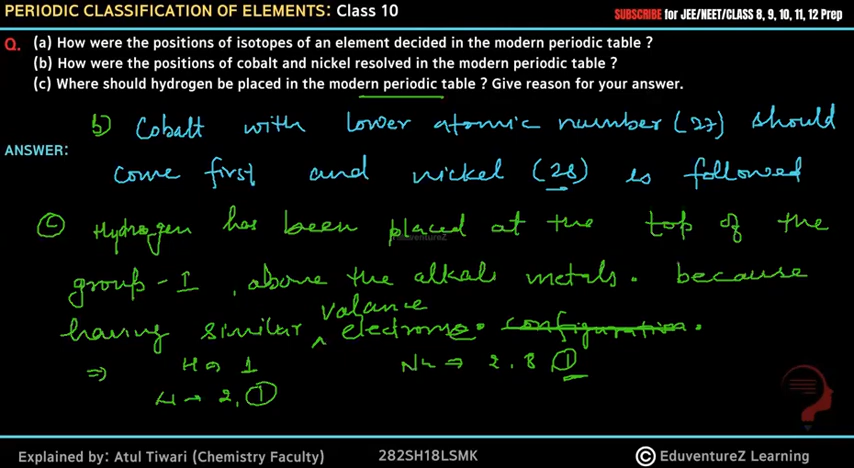 PERIODIC CLASSIFICATION OF ELEMENTS: Class 10
SUBSCRIBE for JEE/NEET/CLASS 8, 9, 10, 11, 12 Prep
Q. (a) How were the positions of isotopes of an element decided in the modern periodic table ?
(b) How were the positions of cobalt and nickel resolved in the modern periodic table ?
(c) Where should hydrogen be placed in the modern periodic table ? Give reason for your answer.
b) Cobalt with lower atomic number (27) should
ANSWER:
come first and nickel (28) is followed
(c) Hydrogen has been placed at the top of the
EduventureZ
group-I, above the alkali metals. because
valance
having similar ^ electrons. configuration.
⇒ H → 1 Na → 2, 8 (1)
Li → 2, (1)
Explained by: Atul Tiwari (Chemistry Faculty) 282SH18LSMK © EduventureZ Learning